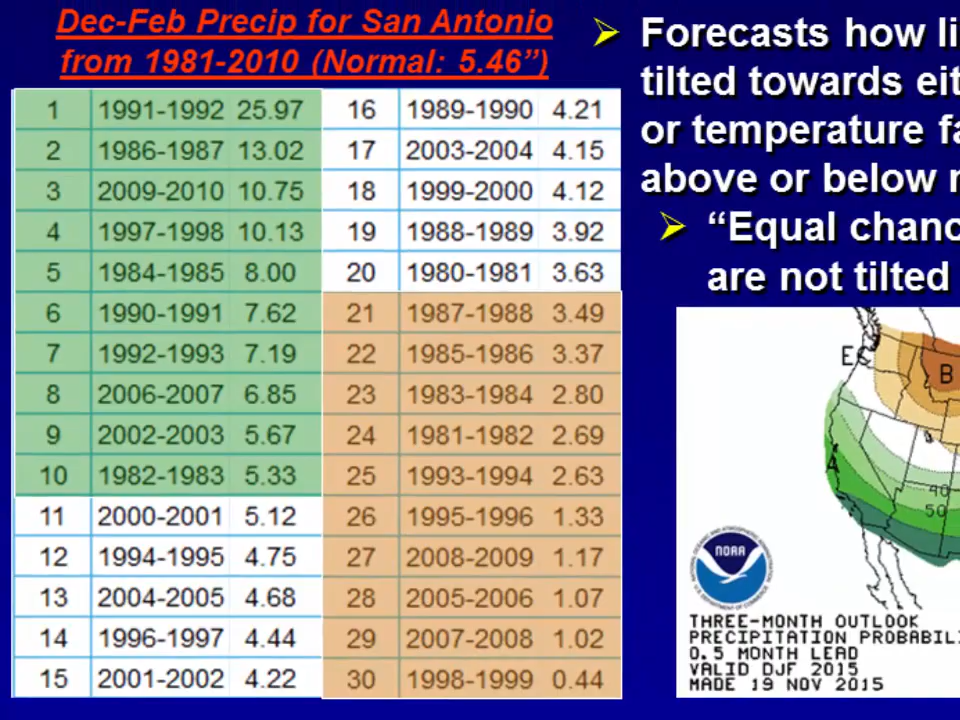 Dec-Feb Precip for San Antonio
from 1981-2010 (Normal: 5.46”)
1 1991-1992 25.97
2 1986-1987 13.02
3 2009-2010 10.75
4 1997-1998 10.13
5 1984-1985 8.00
6 1990-1991 7.62
7 1992-1993 7.19
8 2006-2007 6.85
9 2002-2003 5.67
10 1982-1983 5.33
11 2000-2001 5.12
12 1994-1995 4.75
13 2004-2005 4.68
14 1996-1997 4.44
15 2001-2002 4.22
16 1989-1990 4.21
17 2003-2004 4.15
18 1999-2000 4.12
19 1988-1989 3.92
20 1980-1981 3.63
21 1987-1988 3.49
22 1985-1986 3.37
23 1983-1984 2.80
24 1981-1982 2.69
25 1993-1994 2.63
26 1995-1996 1.33
27 2008-2009 1.17
28 2005-2006 1.07
29 2007-2008 1.02
30 1998-1999 0.44
Forecasts how li
tilted towards eit
or temperature fa
above or below n
“Equal chanc
are not tilted
EC
B
A
40
50
NOAA
THREE-MONTH OUTLOOK
PRECIPITATION PROBABILI
0.5 MONTH LEAD
VALID DJF 2015
MADE 19 NOV 2015